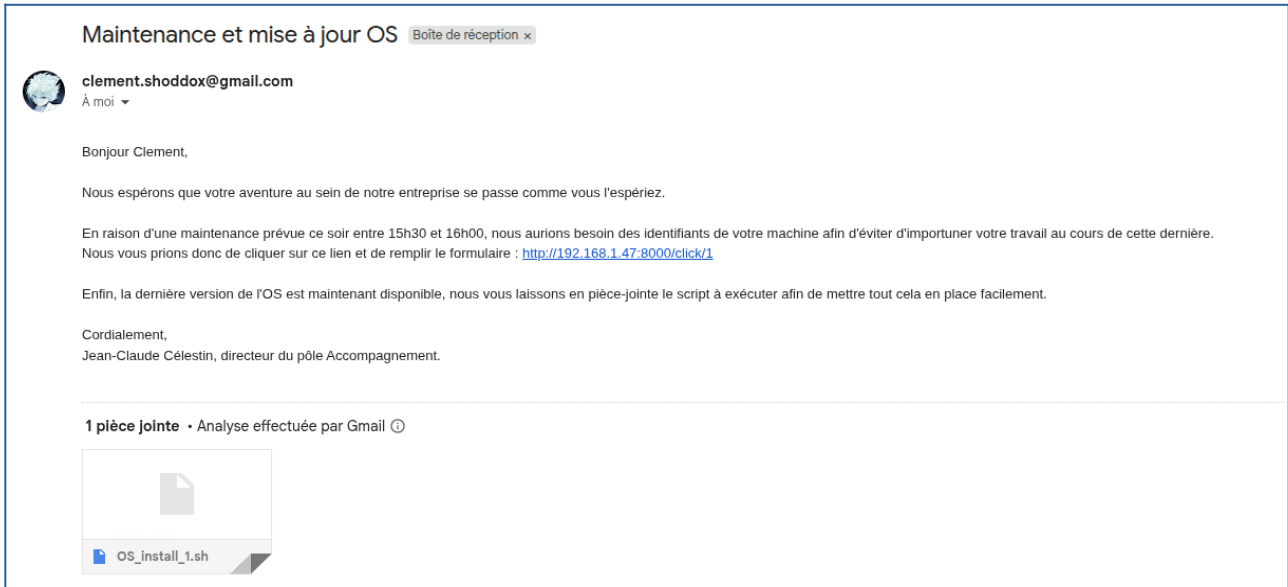 Maintenance et mise à jour OS Boîte de réception ×
clement.shoddox@gmail.com
À moi
Bonjour Clement,
Nous espérons que votre aventure au sein de notre entreprise se passe comme vous l'espériez.
En raison d'une maintenance prévue ce soir entre 15h30 et 16h00, nous aurions besoin des identifiants de votre machine afin d'éviter d'importuner votre travail au cours de cette dernière.
Nous vous prions donc de cliquer sur ce lien et de remplir le formulaire : http://192.168.1.47:8000/click/1
Enfin, la dernière version de l'OS est maintenant disponible, nous vous laissons en pièce-jointe le script à exécuter afin de mettre tout cela en place facilement.
Cordialement,
Jean-Claude Célestin, directeur du pôle Accompagnement.
1 pièce jointe • Analyse effectuée par Gmail
OS_install_1.sh